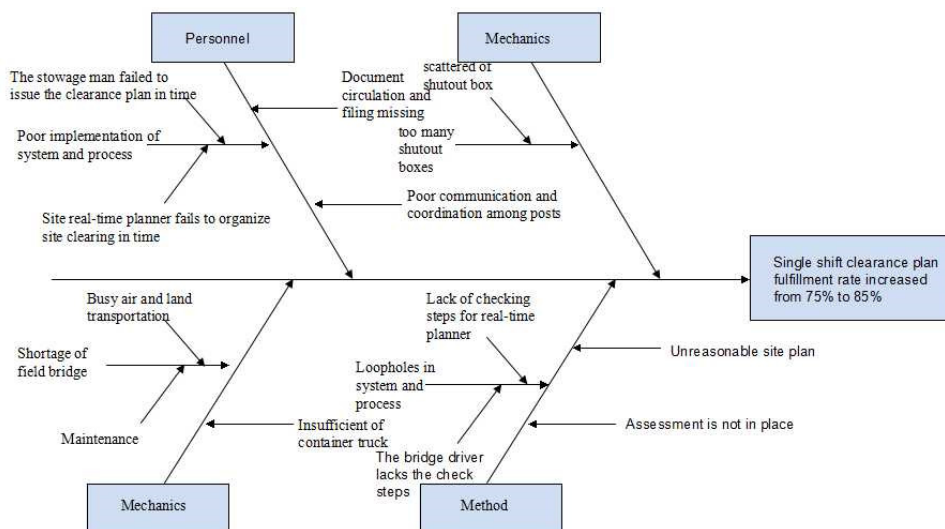 Personnel
Mechanics
The stowage man failed to
issue the clearance plan in time
Document
circulation and
filing missing
scattered of
shutout box
Poor implementation of
system and process
too many
shutout
boxes
Site real-time planner fails to organize
site clearing in time
Poor communication and
coordination among posts
Single shift clearance plan
fulfillment rate increased
from 75% to 85%
Busy air and land
transportation
Lack of checking
steps for real-time
planner
Shortage of
field bridge
Unreasonable site plan
Loopholes in
system and
process
Maintenance
Insufficient of
container truck
Assessment is not in place
The bridge driver
lacks the check
steps
Mechanics
Method